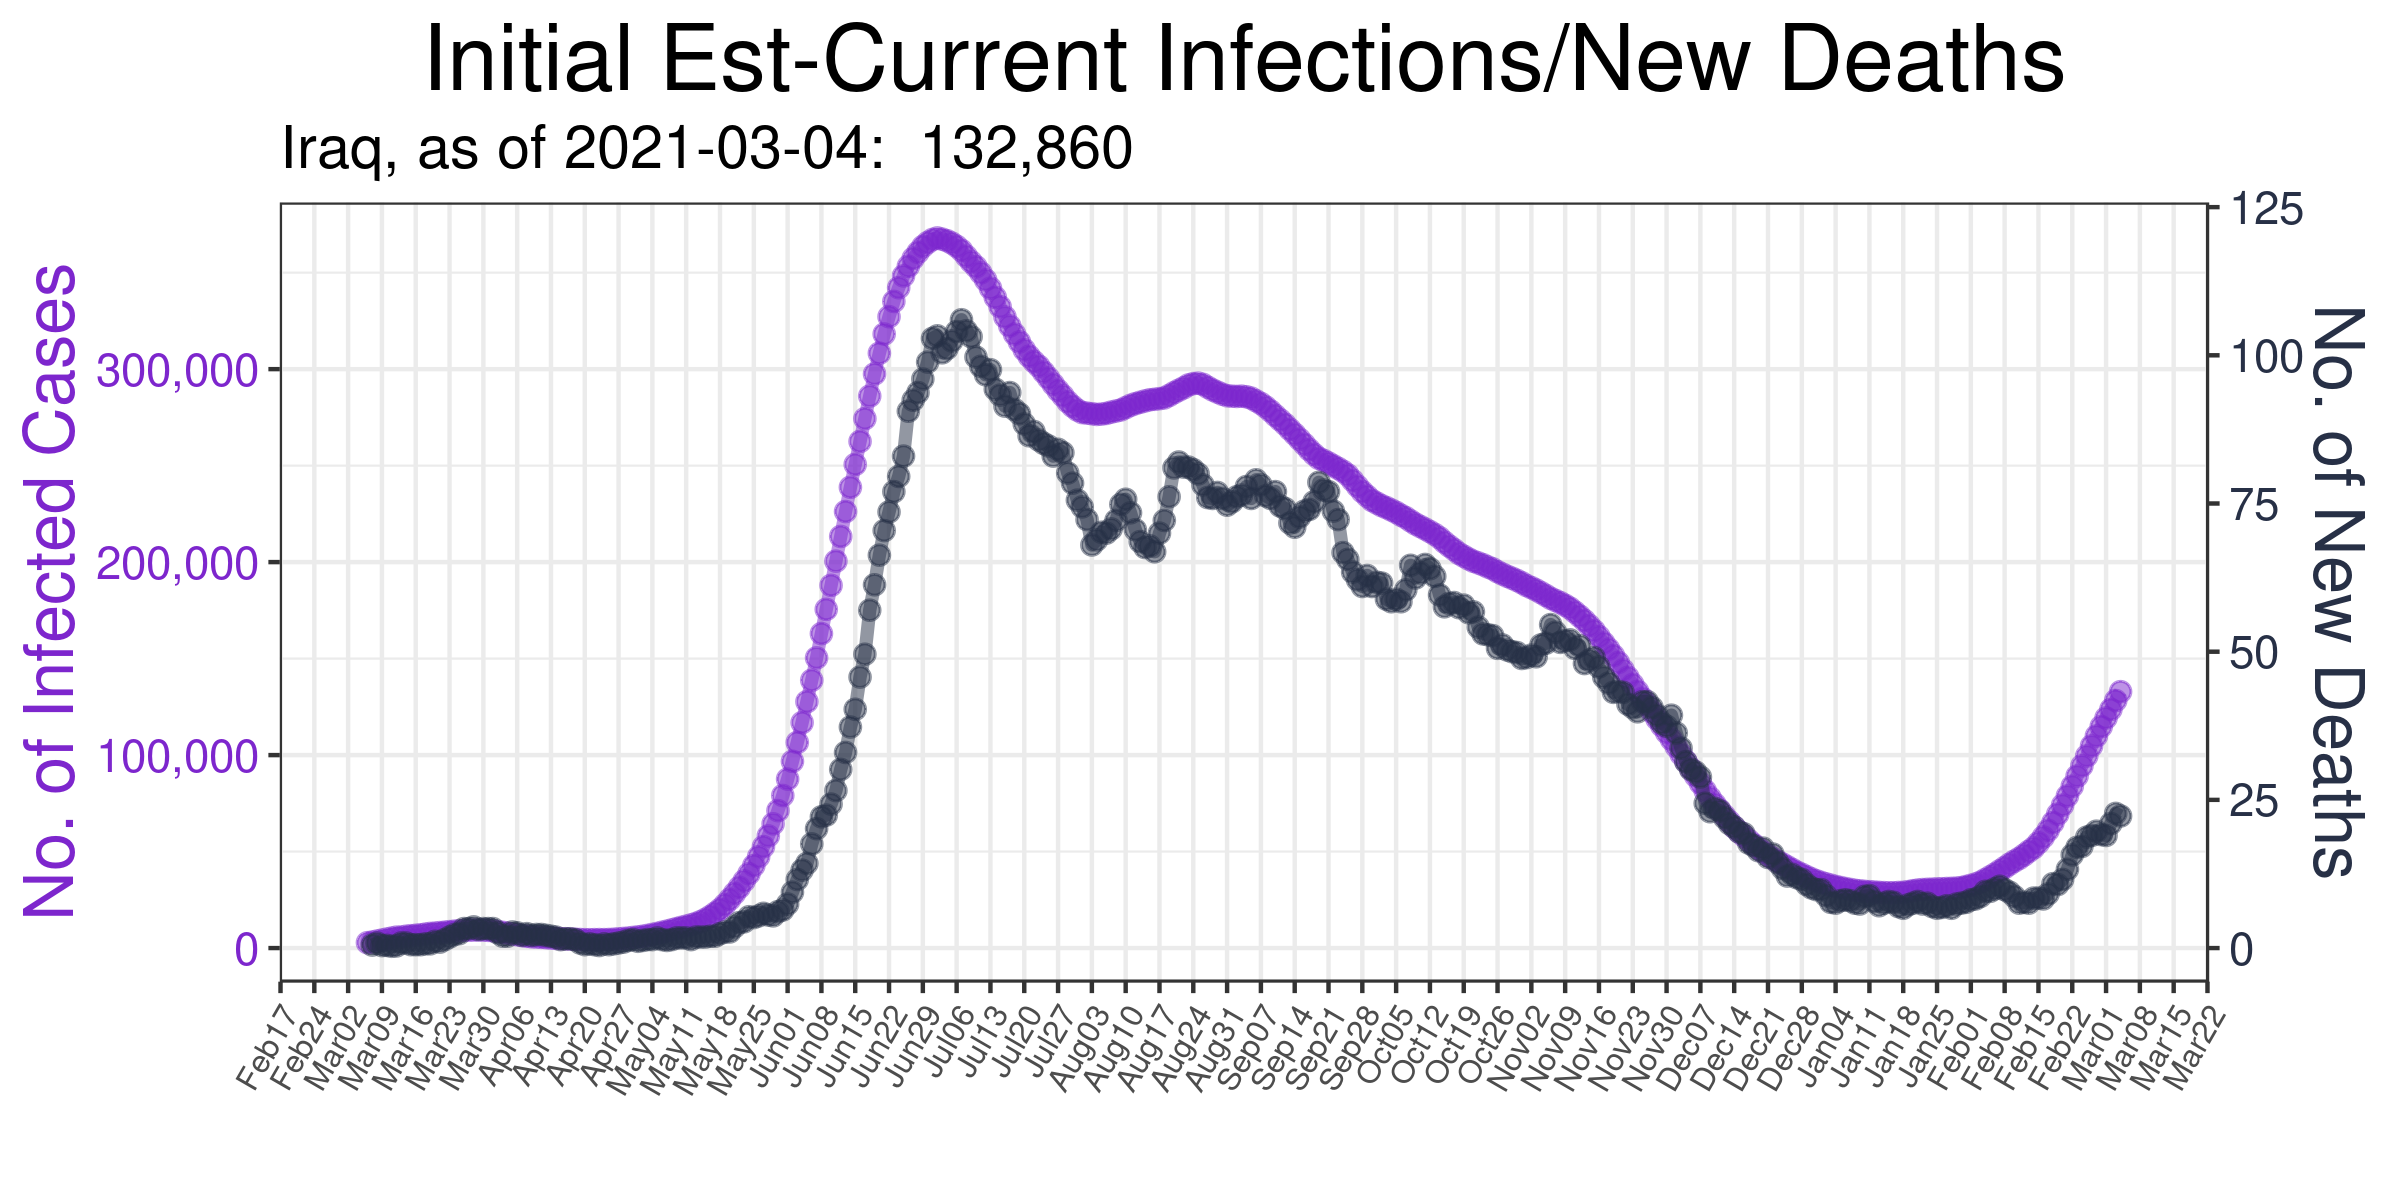 Initial Est-Current Infections/New Deaths
Iraq, as of 2021-03-04:  132,860
No. of Infected Cases
300,000
200,000
100,000
0
125
100
75
50
25
0
No. of New Deaths
Feb17
Feb24
Mar02
Mar09
Mar16
Mar23
Mar30
Apr06
Apr13
Apr20
Apr27
May04
May11
May18
May25
Jun01
Jun08
Jun15
Jun22
Jun29
Jul06
Jul13
Jul20
Jul27
Aug03
Aug10
Aug17
Aug24
Aug31
Sep07
Sep14
Sep21
Sep28
Oct05
Oct12
Oct19
Oct26
Nov02
Nov09
Nov16
Nov23
Nov30
Dec07
Dec14
Dec21
Dec28
Jan04
Jan11
Jan18
Jan25
Feb01
Feb08
Feb15
Feb22
Mar01
Mar08
Mar15
Mar22